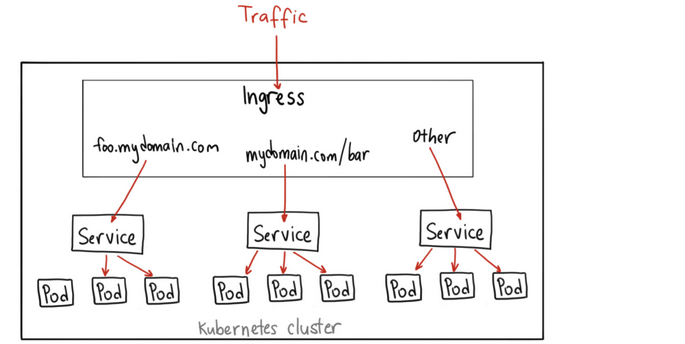 Traffic
Ingress
foo.mydomain.com
mydomain.com/bar
Other
Service
Service
Service
Pod
Pod
Pod
Pod
Pod
Pod
Pod
Pod
Pod
Kubernetes cluster